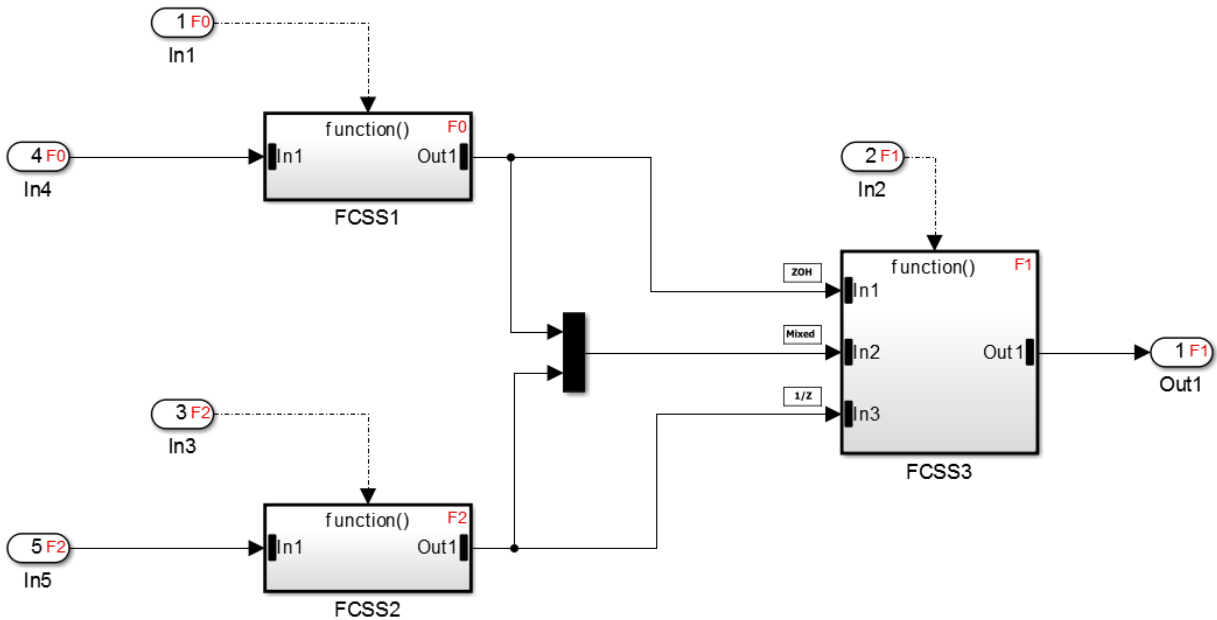 1 F0
In1
function() F0
4 F0 In1 Out1
In4
FCSS1
2 F1
In2
function() F1
ZOH In1
Mixed In2 Out1 1 F1
Out1
1/Z In3
FCSS3
3 F2
In3
function() F2
5 F2 In1 Out1
In5
FCSS2